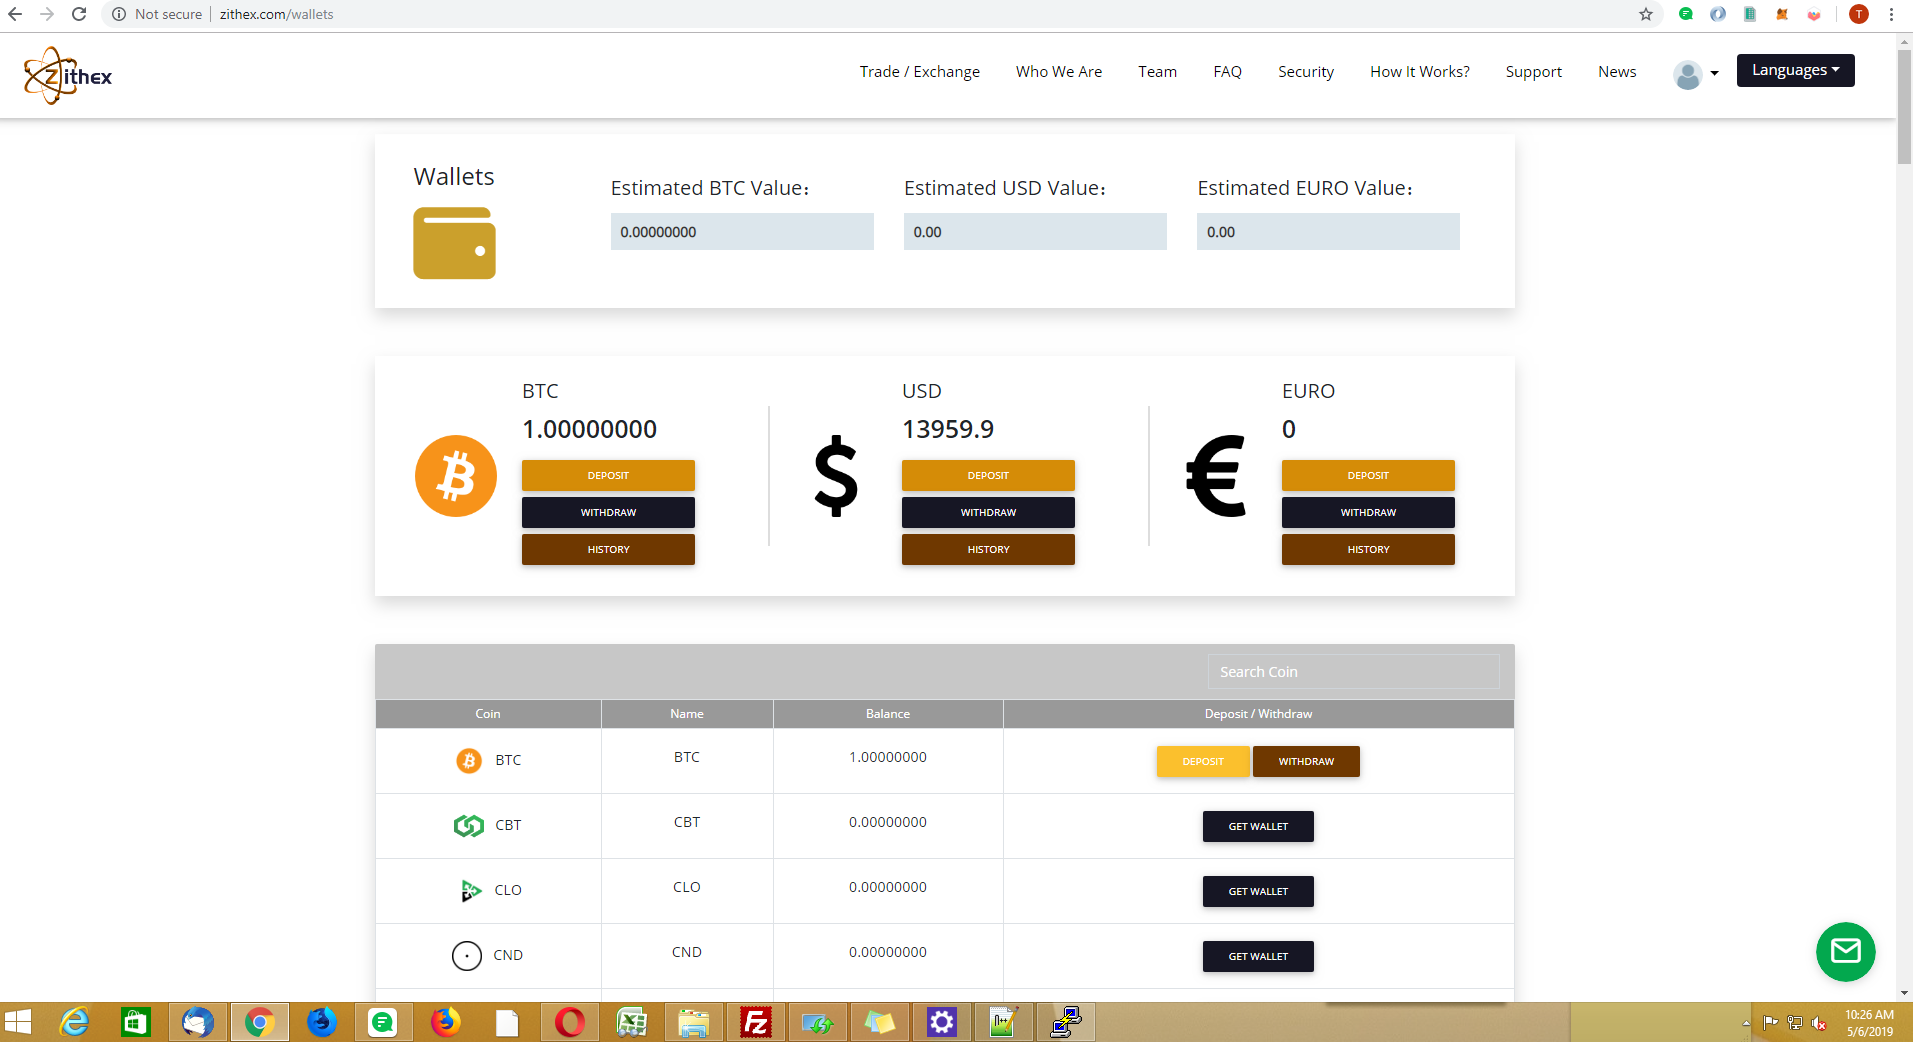 Not secure | zithex.com/wallets
T
Zithex
Trade / Exchange Who We Are Team FAQ Security How It Works? Support News Languages
Wallets
Estimated BTC Value: Estimated USD Value: Estimated EURO Value:
0.00000000 0.00 0.00
BTC USD EURO
1.00000000 13959.9 0
DEPOSIT DEPOSIT DEPOSIT
WITHDRAW WITHDRAW WITHDRAW
HISTORY HISTORY HISTORY
Search Coin
Coin Name Balance Deposit / Withdraw
BTC BTC 1.00000000 DEPOSIT WITHDRAW
CBT CBT 0.00000000 GET WALLET
CLO CLO 0.00000000 GET WALLET
CND CND 0.00000000 GET WALLET
10:26 AM
5/6/2019